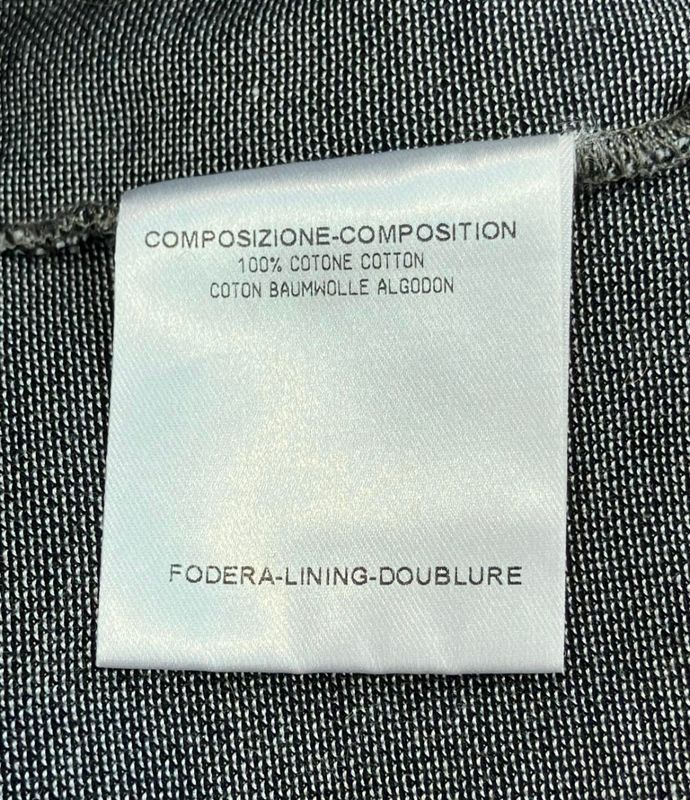 COMPOSIZIONE-COMPOSITION
100% COTONE COTTON
COTON BAUMWOLLE ALGODON
FODERA-LINING-DOUBLURE